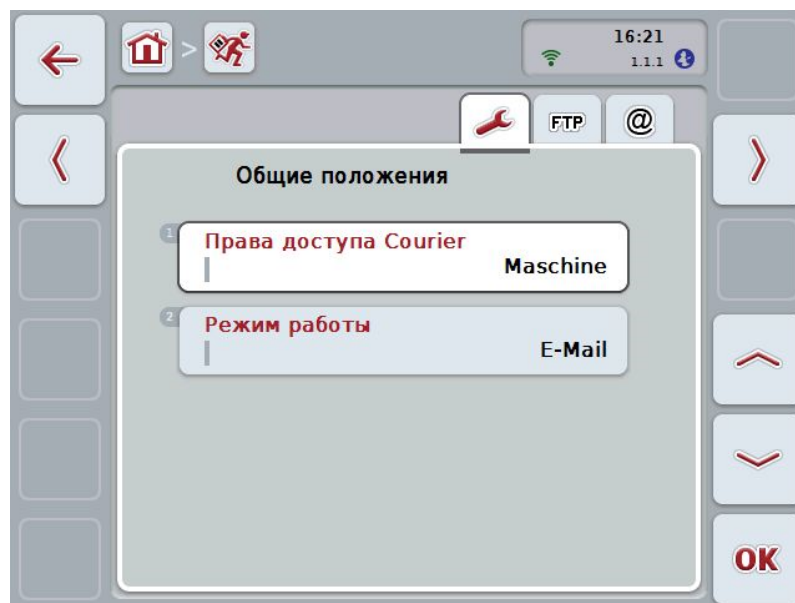 16:21
1.1.1
FTP @
Общие положения
1
Права доступа Courier
Maschine
2
Режим работы
E-Mail
OK